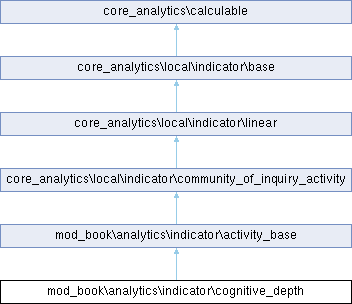 core_analytics\calculable
core_analytics\local\indicator\base
core_analytics\local\indicator\linear
core_analytics\local\indicator\community_of_inquiry_activity
mod_book\analytics\indicator\activity_base
mod_book\analytics\indicator\cognitive_depth